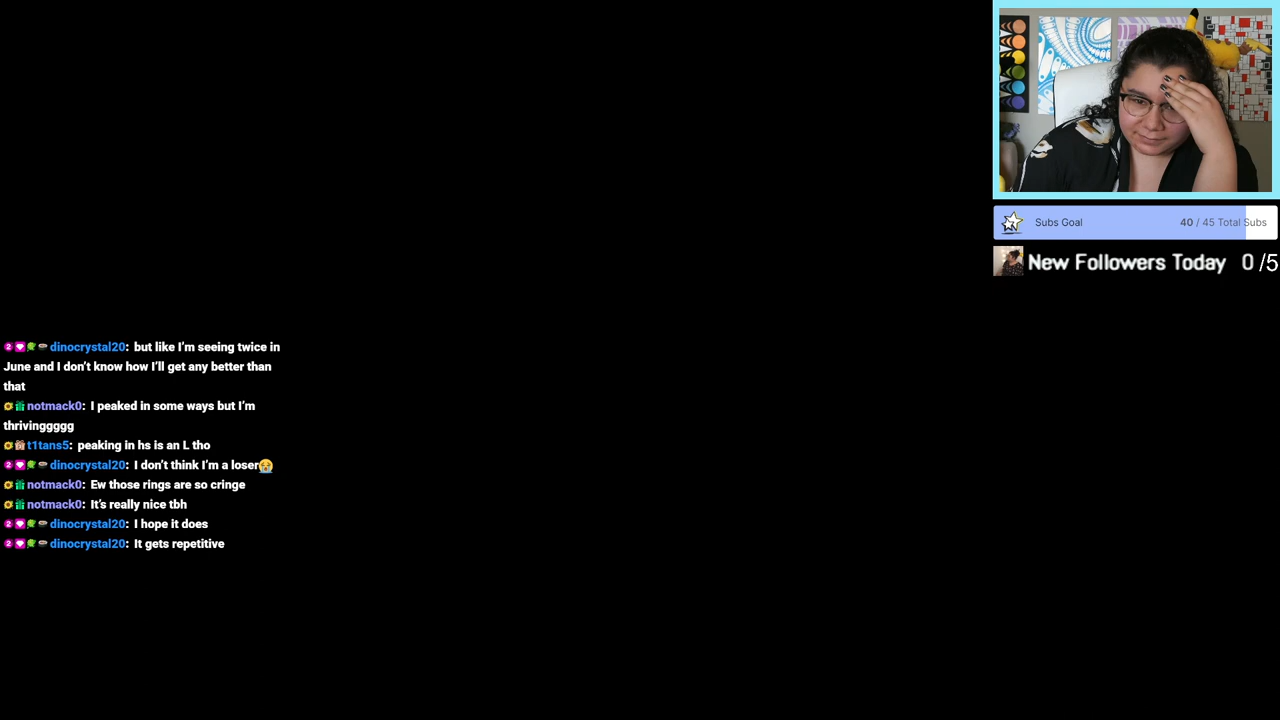 Subs Goal 40 / 45 Total Subs
New Followers Today 0 /5
dinocrystal20: but like I'm seeing twice in
June and I don't know how I'll get any better than
that
notmack0: I peaked in some ways but I'm
thrivinggggg
t1tans5: peaking in hs is an L tho
dinocrystal20: I don't think I'm a loser😭
notmack0: Ew those rings are so cringe
notmack0: It's really nice tbh
dinocrystal20: I hope it does
dinocrystal20: It gets repetitive